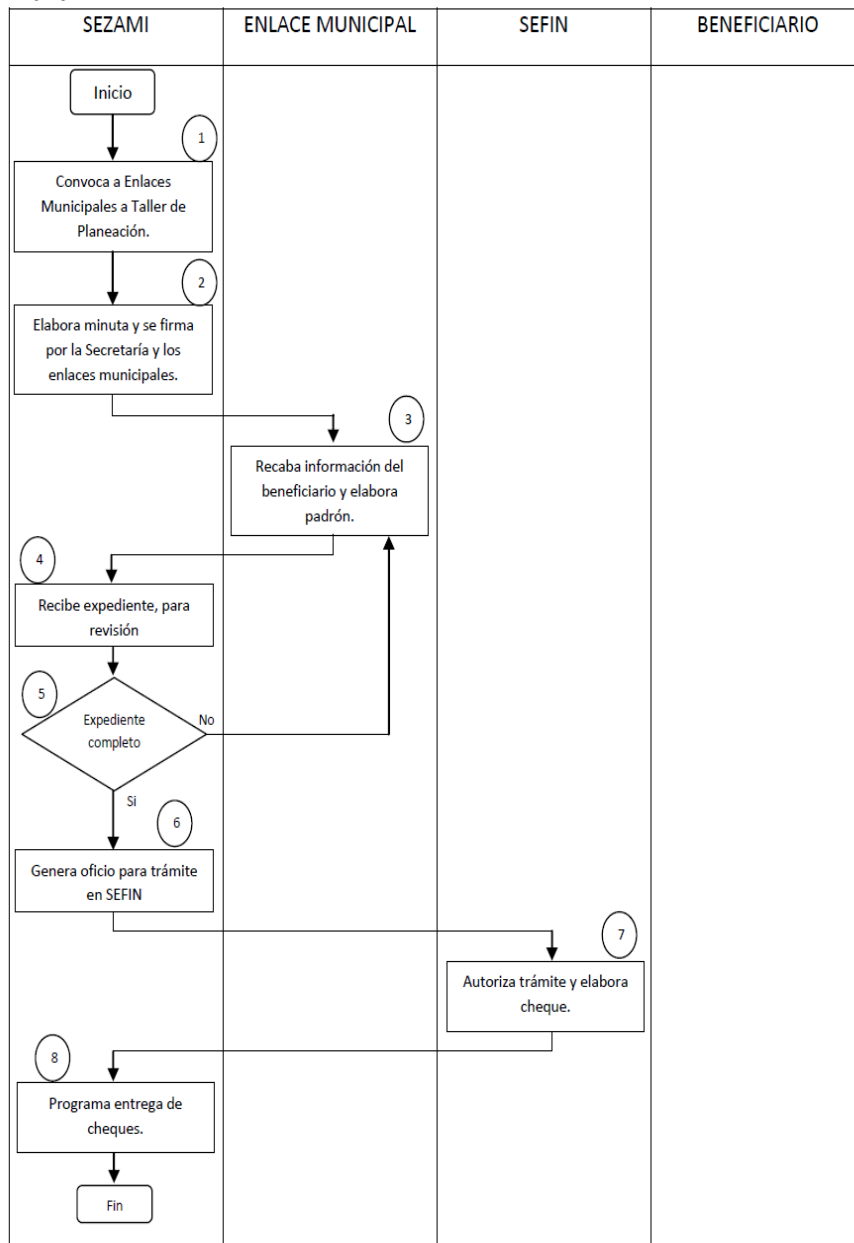 SEZAMI
ENLACE MUNICIPAL
SEFIN
BENEFICIARIO
Inicio
1
Convoca a Enlaces
Municipales a Taller de
Planeación.
2
Elabora minuta y se firma
por la Secretaría y los
enlaces municipales.
3
Recaba información del
beneficiario y elabora
padrón.
4
Recibe expediente, para
revisión
5
Expediente
completo
No
Si
6
Genera oficio para trámite
en SEFIN
7
Autoriza trámite y elabora
cheque.
8
Programa entrega de
cheques.
Fin